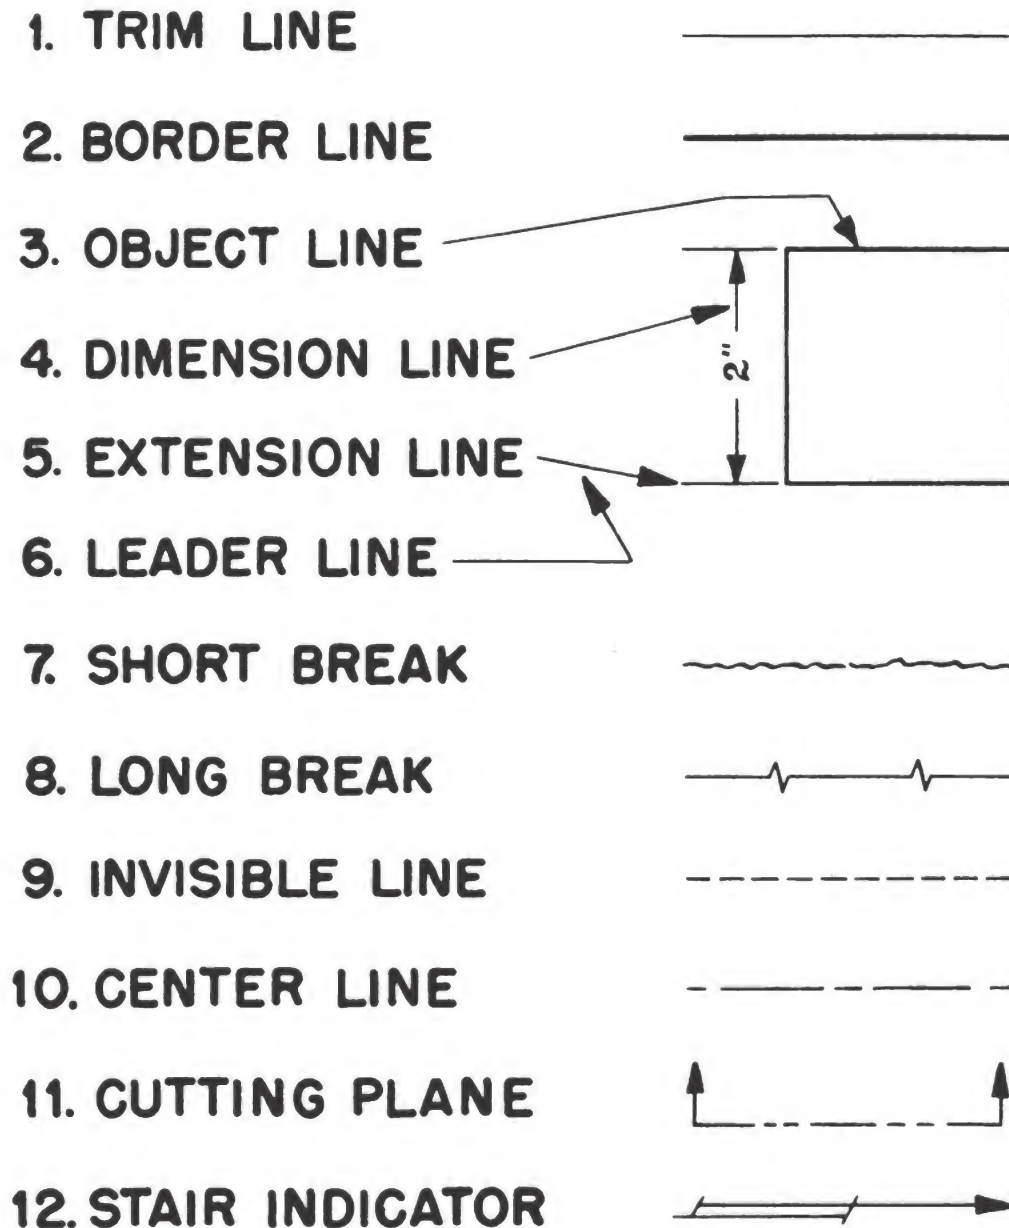 1. TRIM LINE
2. BORDER LINE
3. OBJECT LINE
4. DIMENSION LINE
2"
5. EXTENSION LINE
6. LEADER LINE
7. SHORT BREAK
8. LONG BREAK
9. INVISIBLE LINE
10. CENTER LINE
11. CUTTING PLANE
12. STAIR INDICATOR